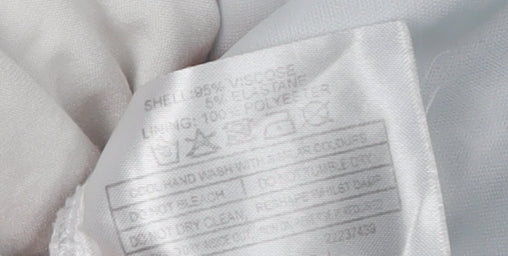 SHELL: 95% VISCOSE
5% ELASTANE
LINING: 100% POLYESTER
COOL HAND WASH WITH SIMILAR COLOURS
DO NOT BLEACH DO NOT TUMBLE DRY
DO NOT DRY CLEAN RESHAPE WHILST DAMP
22237439